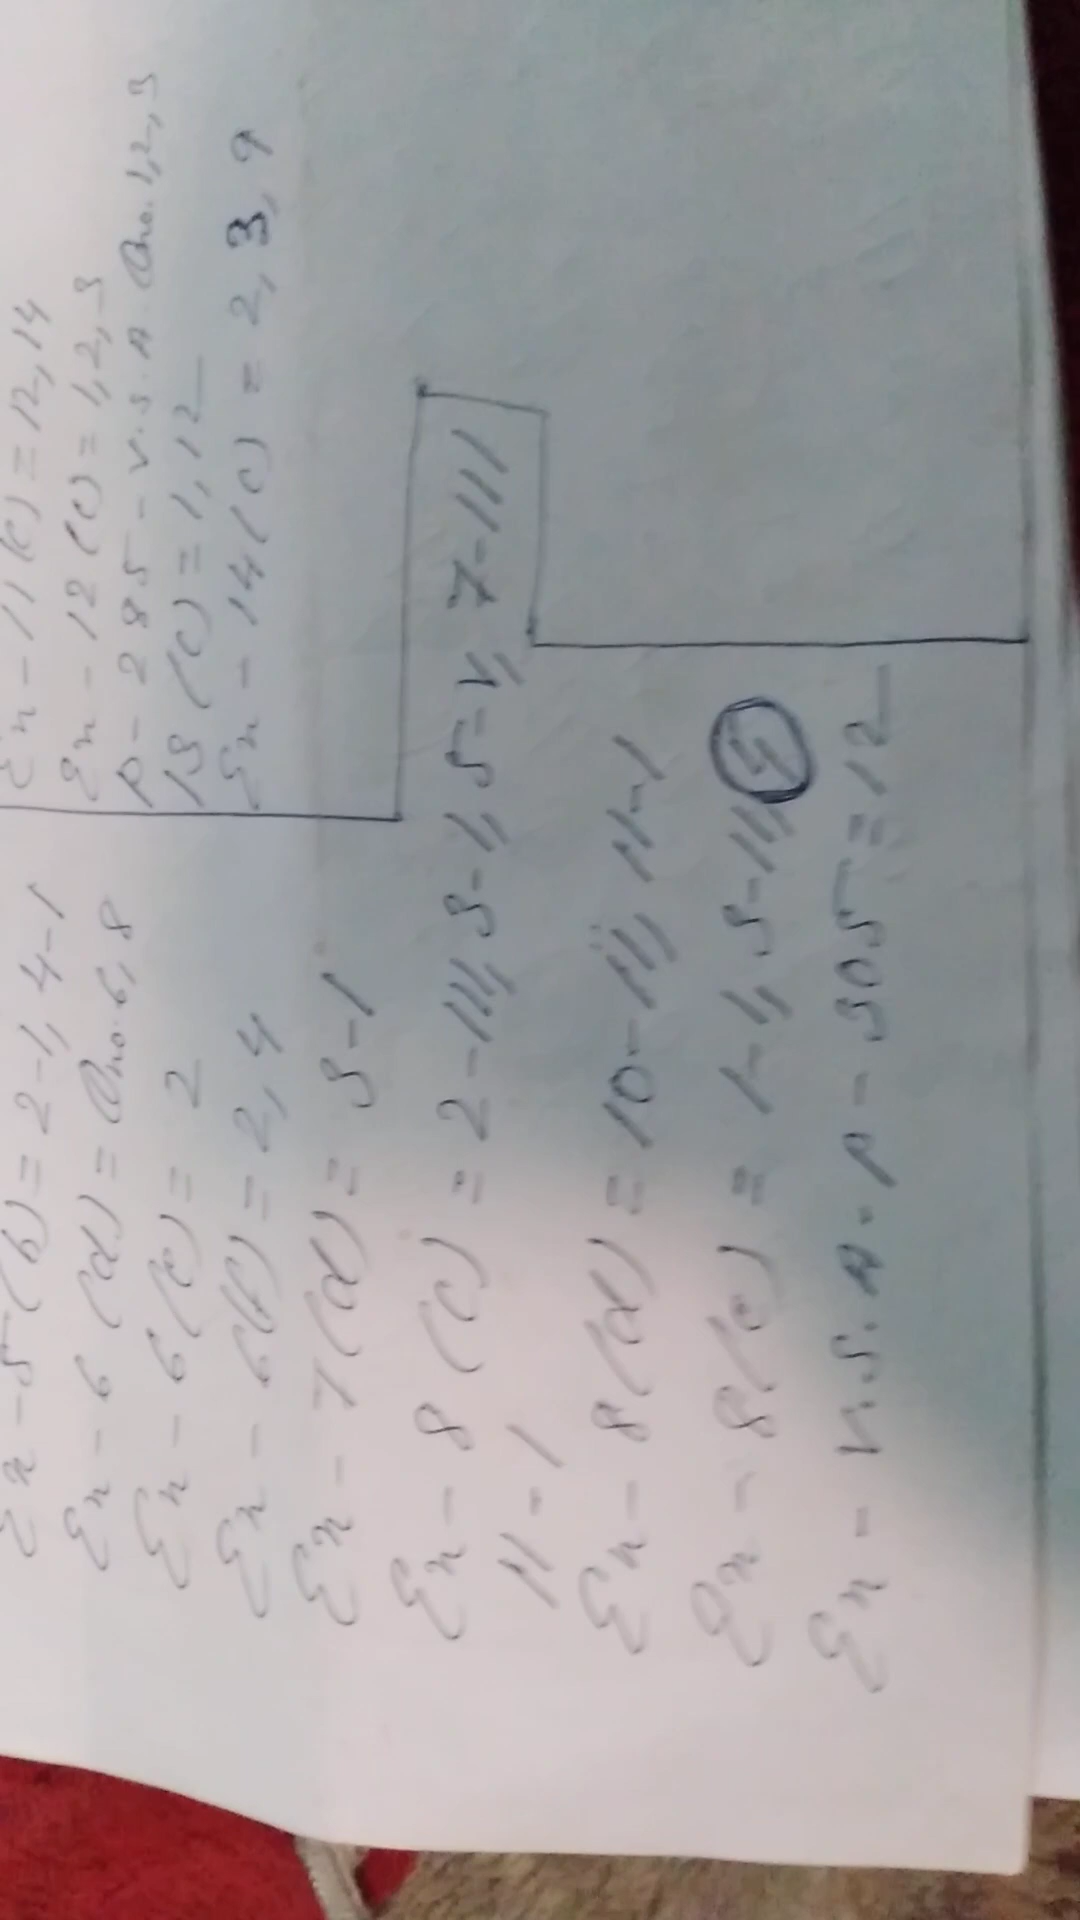 Ex-5(b) = 2-1, 4-1
Ex-6(d) = Qno. 6, 8
Ex-6(e) = 2
Ex-6(f) = 2, 4
Ex-7(d) = 3-1
Ex-8(c) = 2-III, 3-I, 5-V, 7-III
11-1
Ex-8(d) = 10-III, 11-1
Ex-8(e) = 1-I, 3-II,
Ex-V.S.A. P-305 = 12
Ex-11(c) = 12, 14
Ex-12(c) = 1, 2, 3
P-285-V.S.A. Qno. 1, 2, 3
13(c) = 1, 12
Ex-14(c) = 2, 3, 9